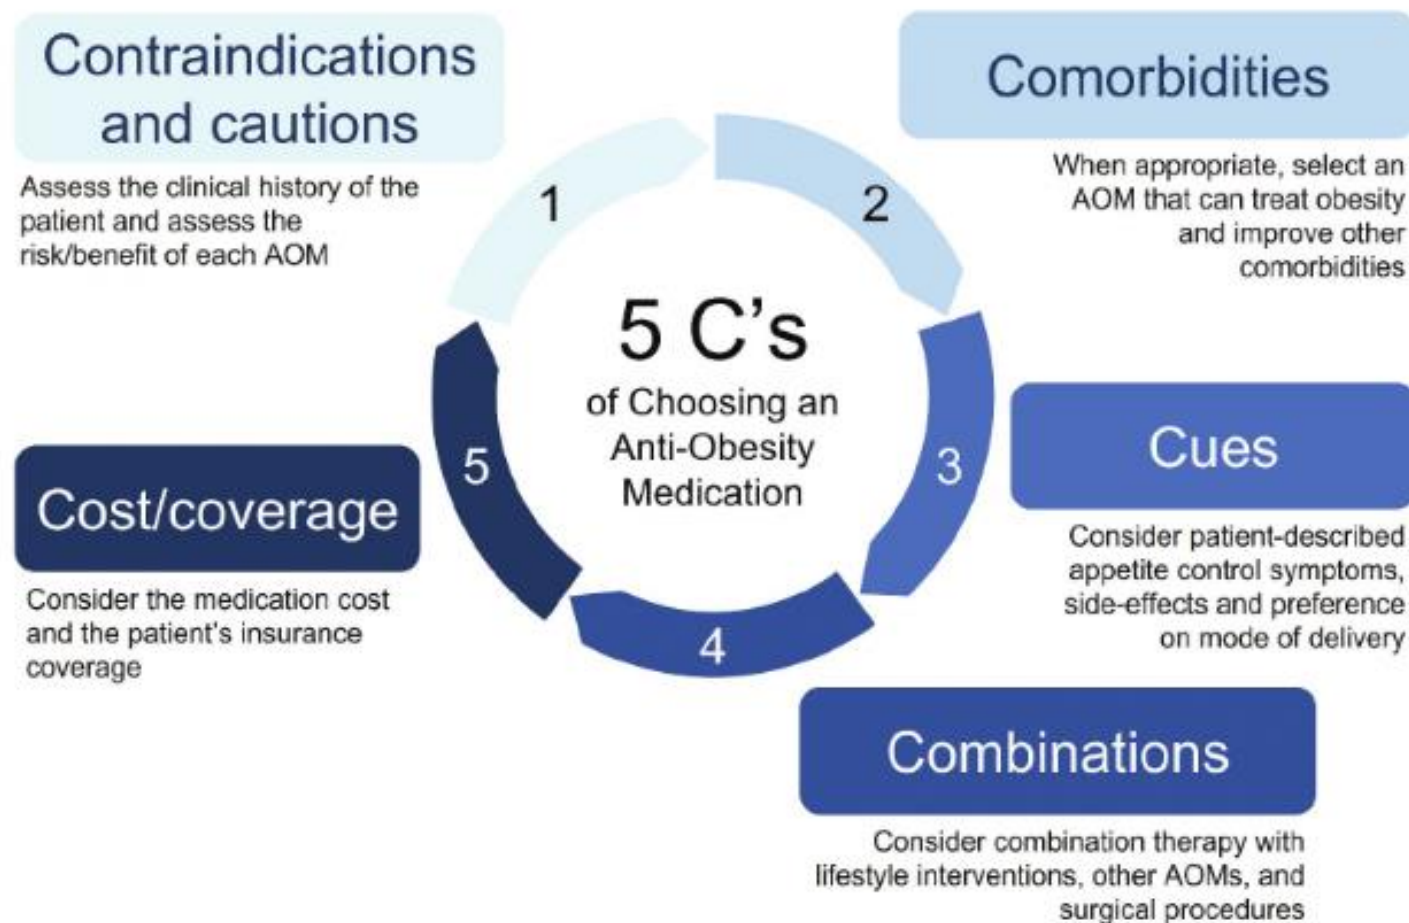 Contraindications
and cautions
Assess the clinical history of the
patient and assess the
risk/benefit of each AOM
1
Comorbidities
When appropriate, select an
AOM that can treat obesity
and improve other
comorbidities
2
5 C’s
of Choosing an
Anti-Obesity
Medication
Cues
Consider patient-described
appetite control symptoms,
side-effects and preference
on mode of delivery
3
Combinations
Consider combination therapy with
lifestyle interventions, other AOMs, and
surgical procedures
4
Cost/coverage
Consider the medication cost
and the patient’s insurance
coverage
5